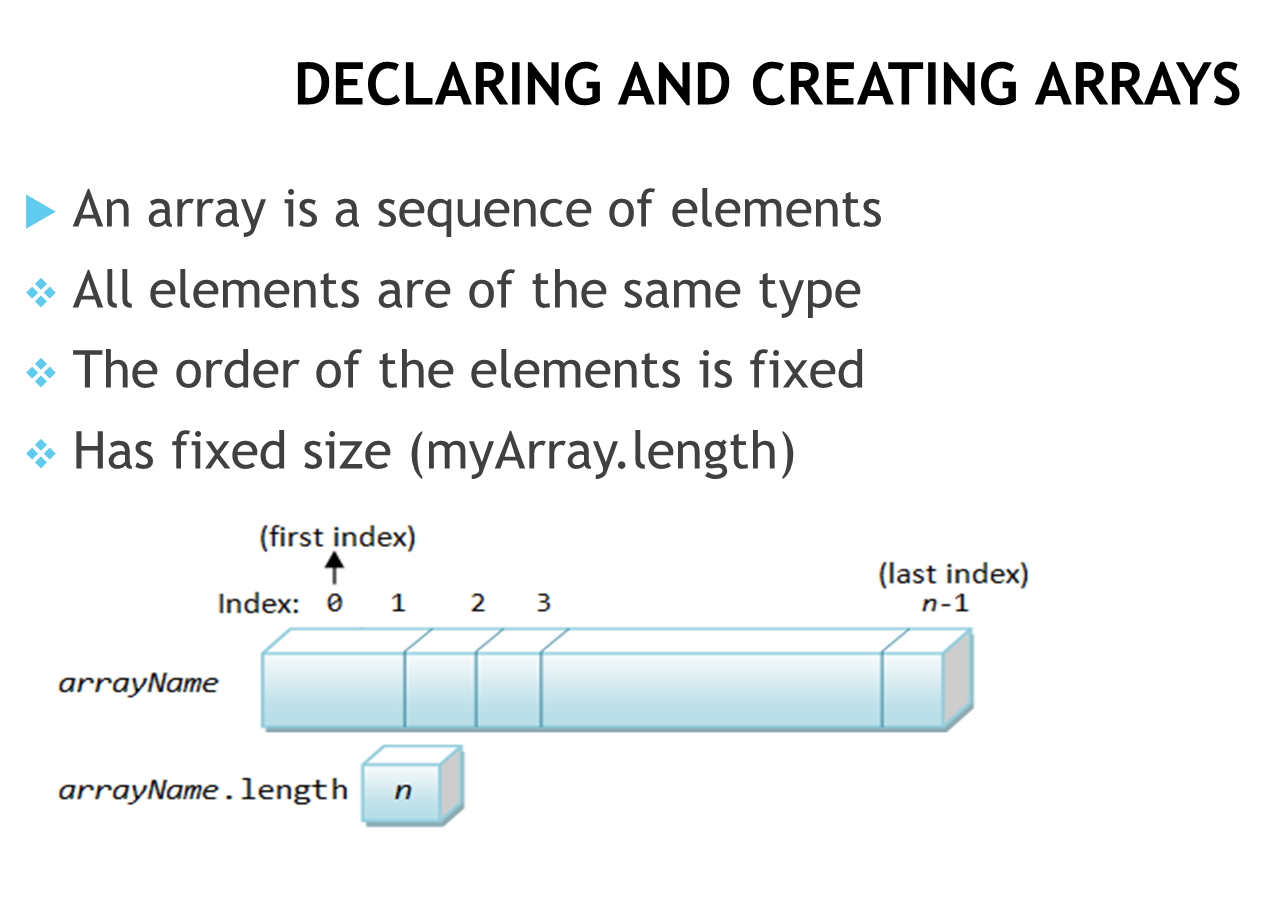 DECLARING AND CREATING ARRAYS
An array is a sequence of elements
All elements are of the same type
The order of the elements is fixed
Has fixed size (myArray.length)
(first index)
(last index)
Index: 0 1 2 3 n-1
arrayName
arrayName.length n